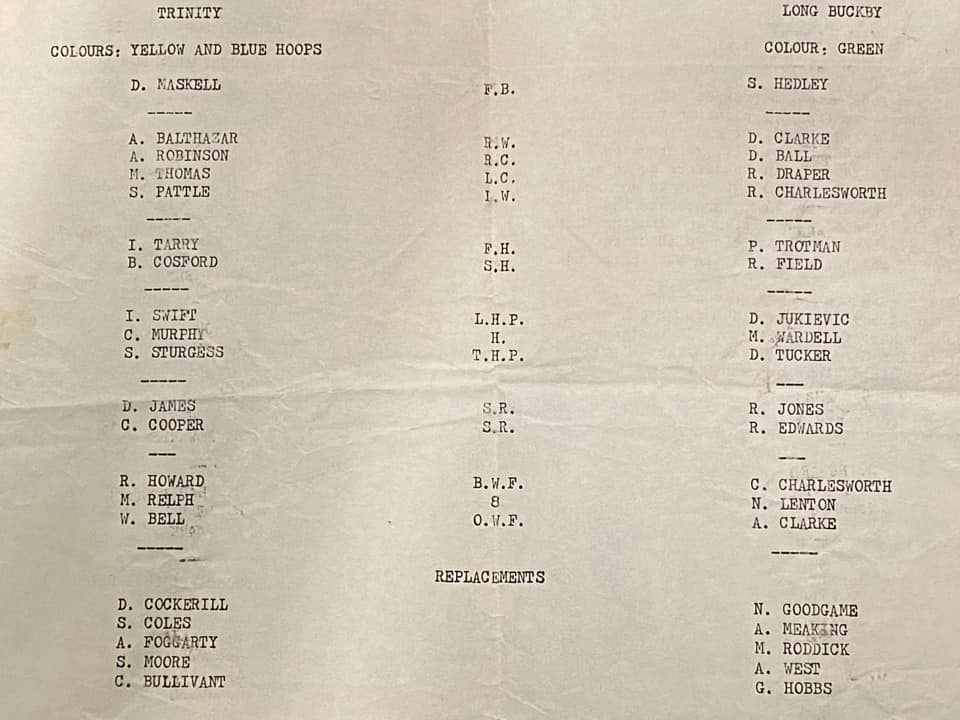 TRINITY LONG BUCKBY
COLOURS: YELLOW AND BLUE HOOPS COLOUR: GREEN
D. MASKELL F.B. S. HEDLEY
-----  -----
A. BALTHAZAR R.W. D. CLARKE
A. ROBINSON R.C. D. BALL
M. THOMAS L.C. R. DRAPER
S. PATTLE L.W. R. CHARLESWORTH
-----  -----
I. TARRY F.H. P. TROTMAN
B. COSFORD S.H. R. FIELD
-----  -----
I. SWIFT L.H.P. D. JUKIEVIC
C. MURPHY H. M. WARDELL
S. STURGESS T.H.P. D. TUCKER
-----  ---
D. JAMES S.R. R. JONES
C. COOPER S.R. R. EDWARDS
---  ---
R. HOWARD B.W.F. C. CHARLESWORTH
M. RELPH 8 N. LENTON
W. BELL O.W.F. A. CLARKE
-----  -----
REPLACEMENTS
D. COCKERILL N. GOODGAME
S. COLES A. MEAKING
A. FOGGARTY M. RODDICK
S. MOORE A. WEST
C. BULLIVANT G. HOBBS